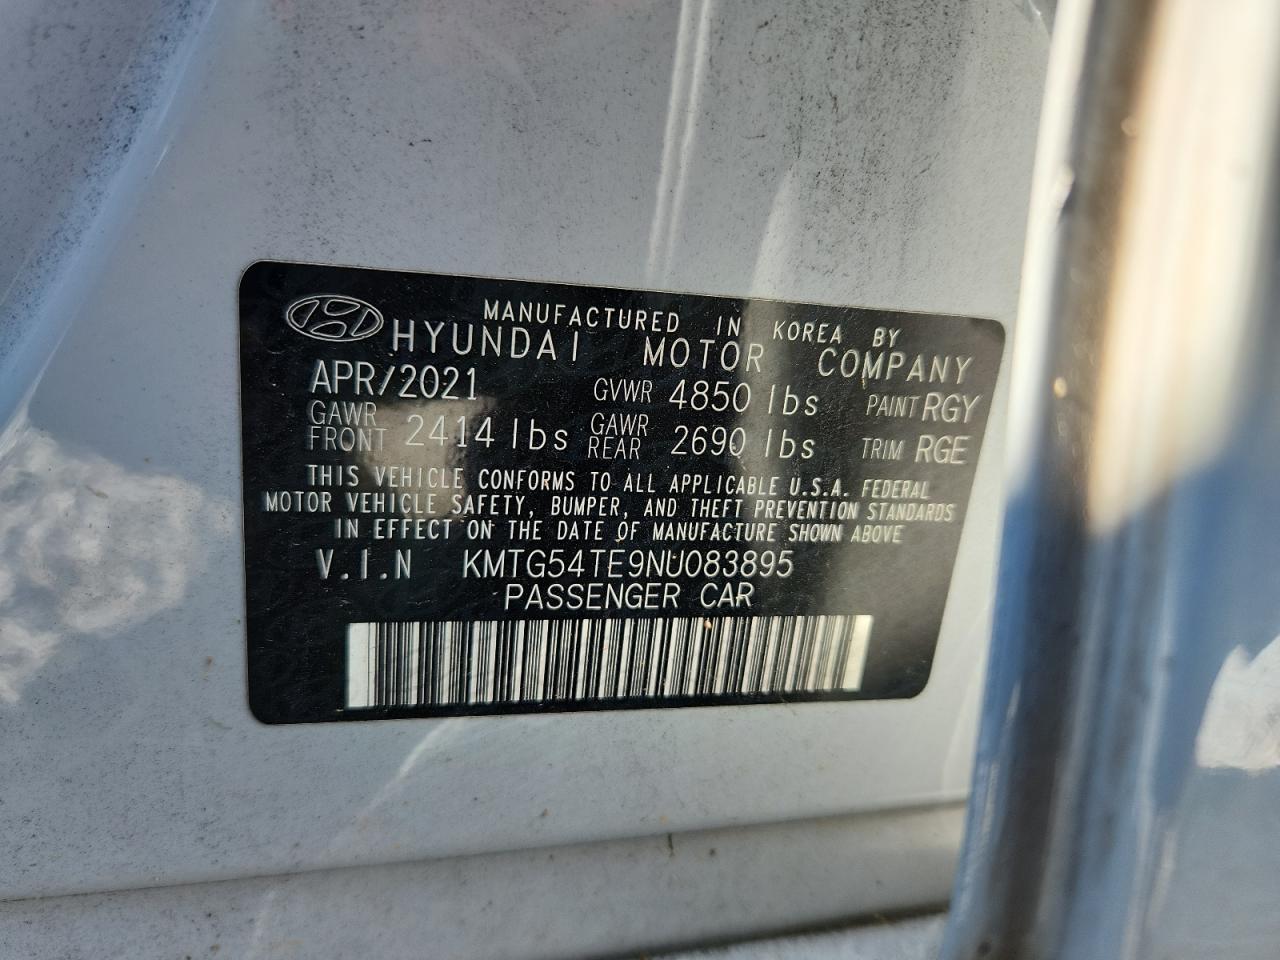 MANUFACTURED IN KOREA BY
HYUNDAI MOTOR COMPANY
APR/2021 GVWR 4850 lbs PAINT RGY
GAWR FRONT 2414 lbs GAWR REAR 2690 lbs TRIM RGE
THIS VEHICLE CONFORMS TO ALL APPLICABLE U.S.A. FEDERAL
MOTOR VEHICLE SAFETY, BUMPER, AND THEFT PREVENTION STANDARDS
IN EFFECT ON THE DATE OF MANUFACTURE SHOWN ABOVE
V.I.N KMTG54TE9NU083895
PASSENGER CAR